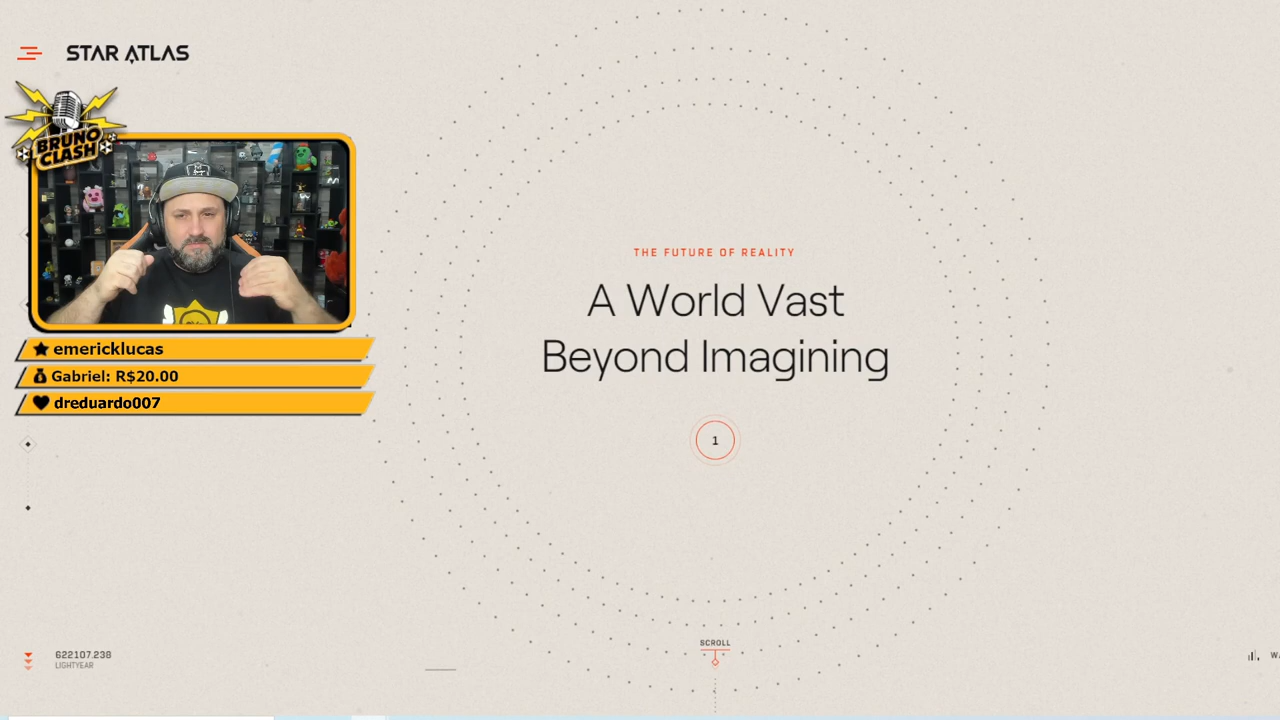 STAR ATLAS
BRUNO
CLASH
emericklucas
Gabriel: R$20.00
dreduardo007
THE FUTURE OF REALITY
A World Vast
Beyond Imagining
1
622107.238
LIGHTYEAR
SCROLL